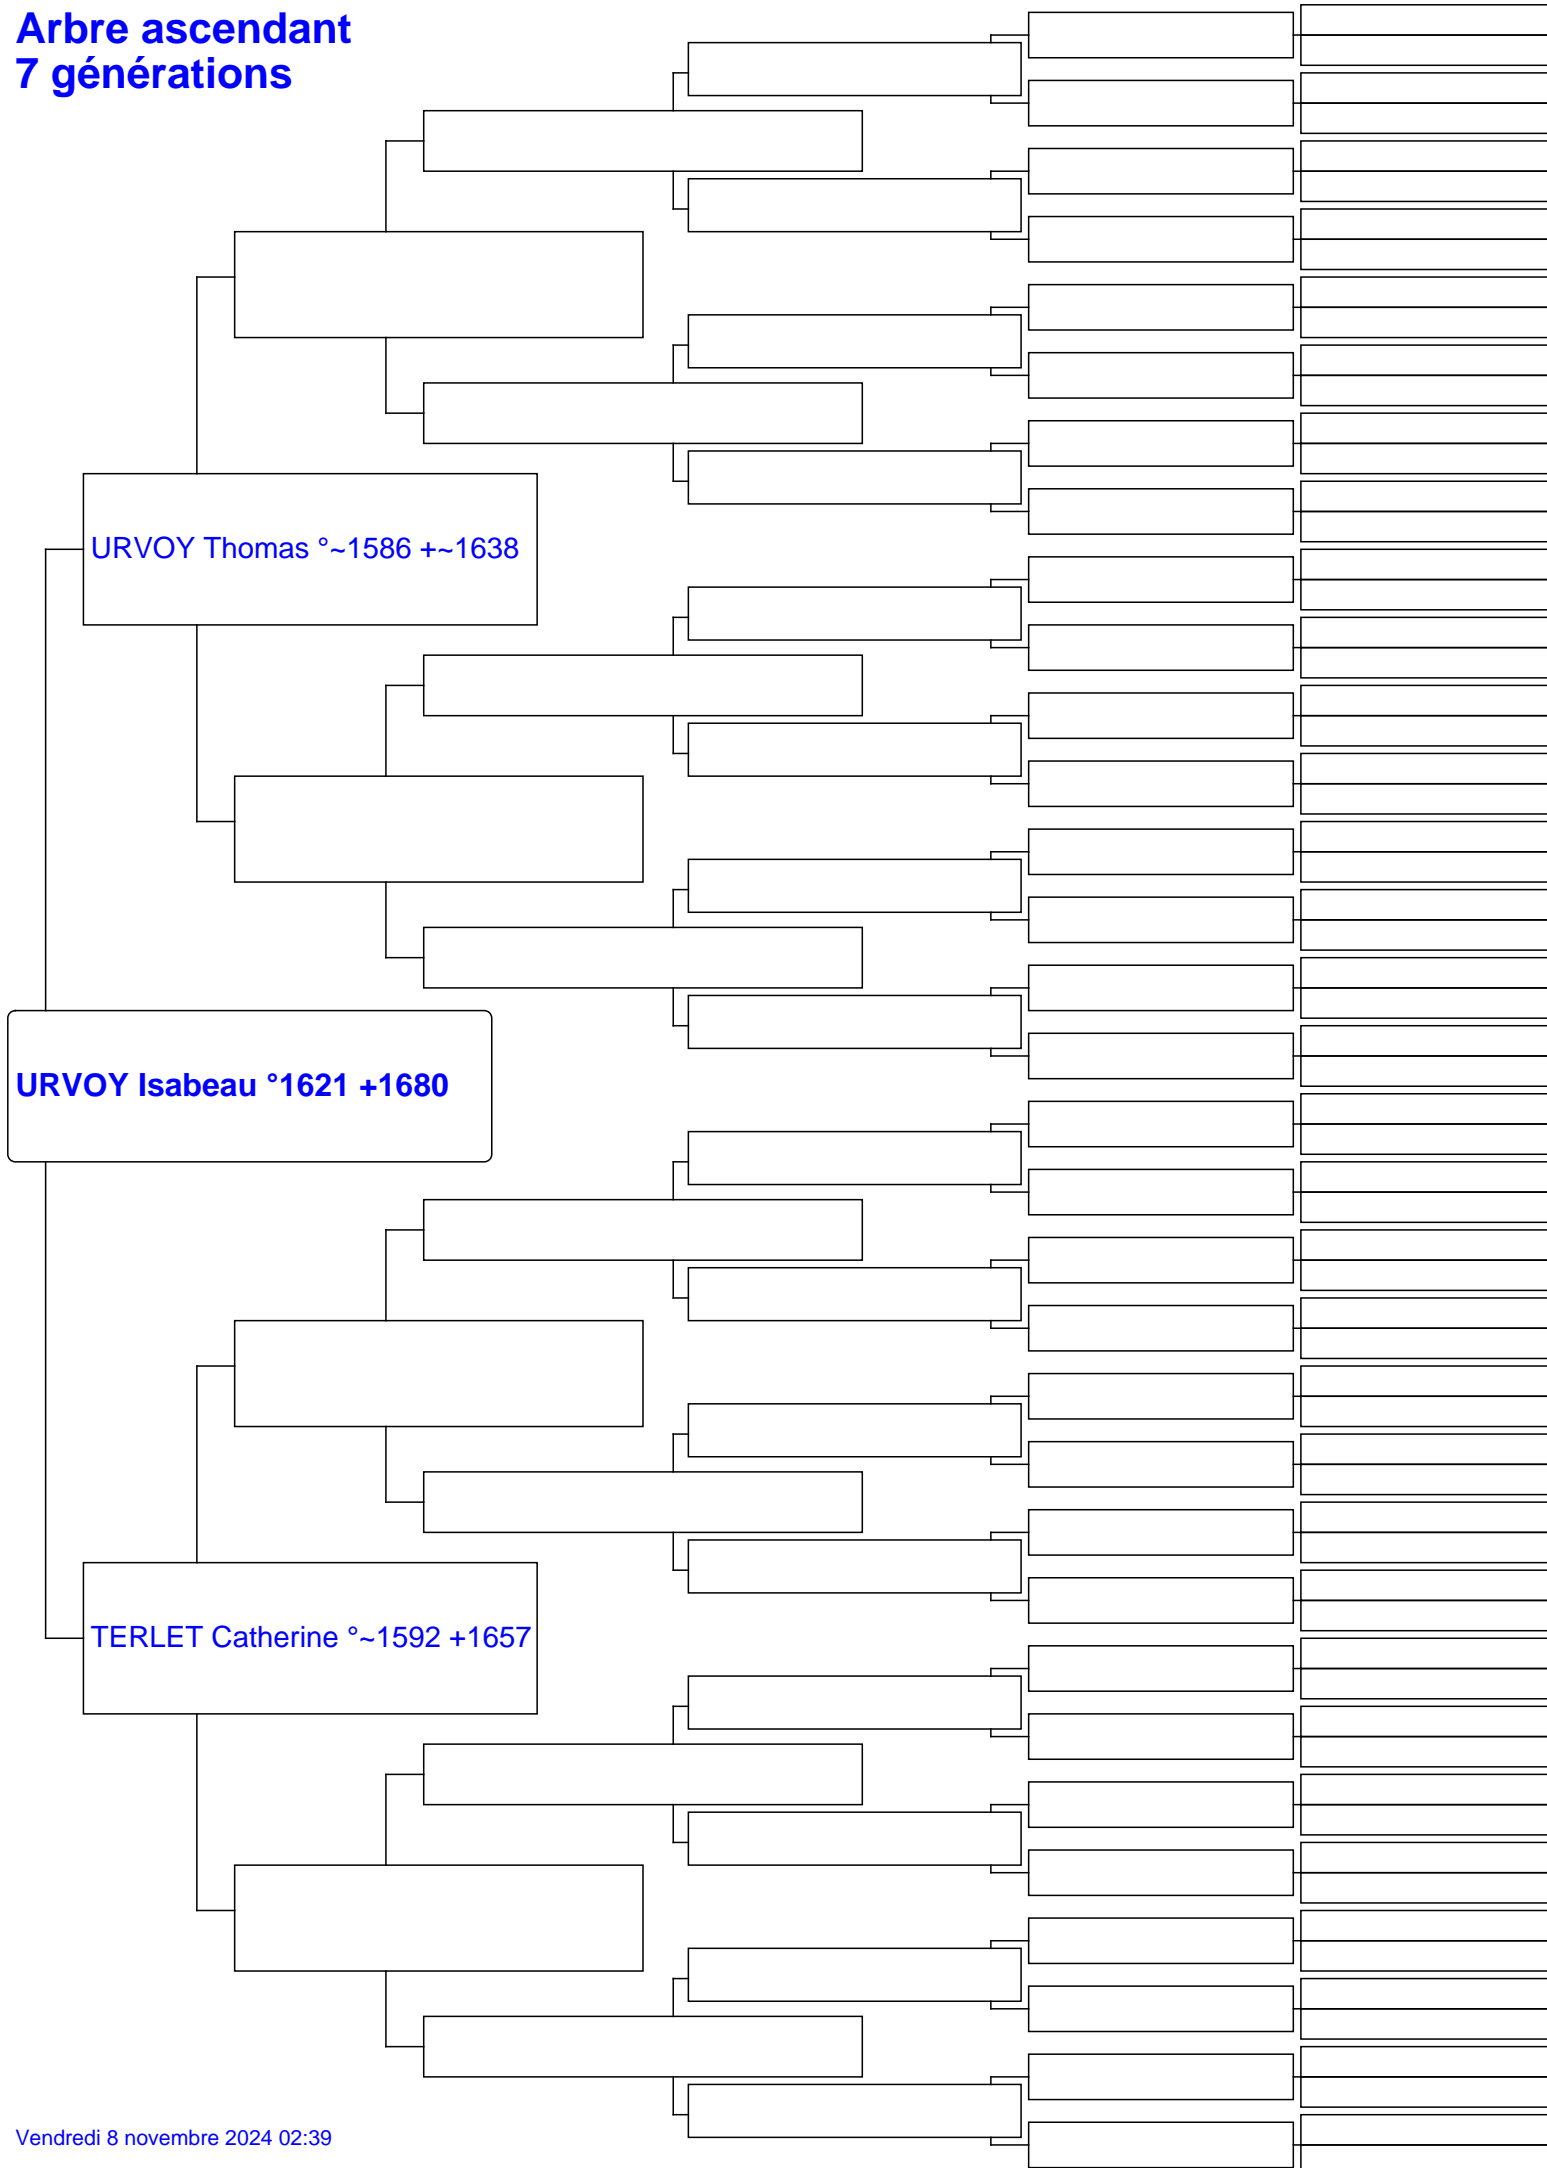 Arbre ascendant
7 générations
URVOY Thomas °~1586 +~1638
URVOY Isabeau °1621 +1680
TERLET Catherine °~1592 +1657
Vendredi 8 novembre 2024 02:39